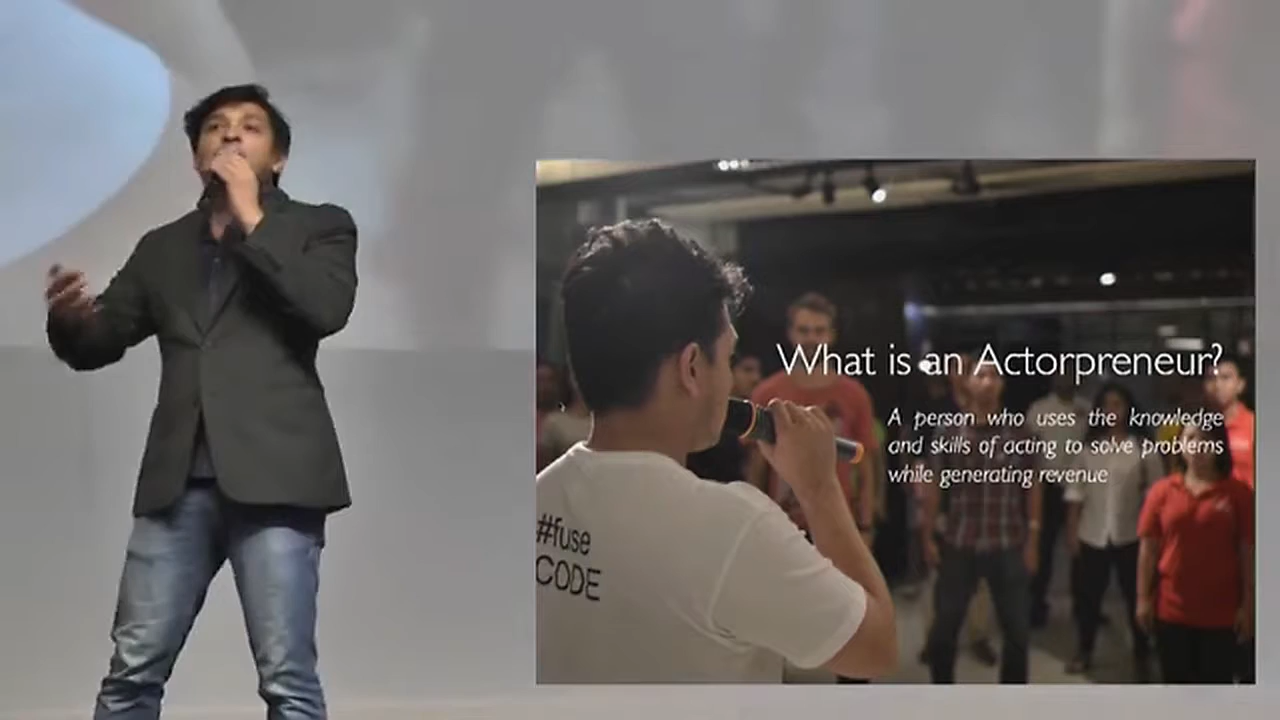 What is an Actorpreneur?
A person who uses the knowledge
and skills of acting to solve problems
while generating revenue
#fuse
CODE